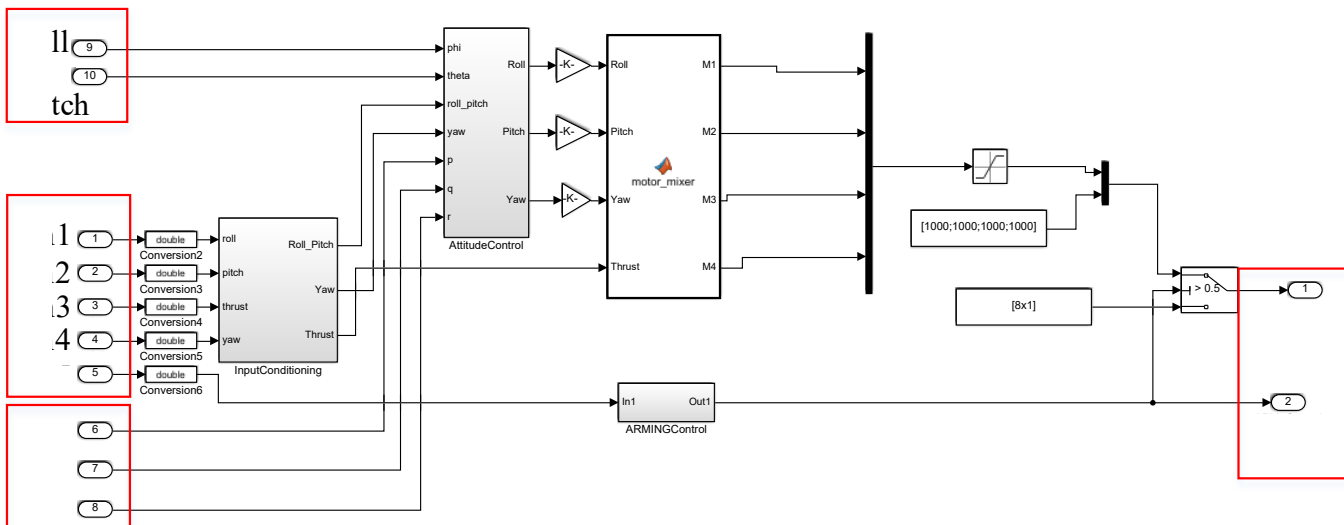 ll
9
10
tch
phi
theta
roll_pitch
yaw
p
q
r
Roll
Pitch
Yaw
AttitudeControl
-K-
-K-
-K-
Roll
Pitch
Yaw
Thrust
motor_mixer
M1
M2
M3
M4
[1000;1000;1000;1000]
[8x1]
> 0.5
1
2
1
2
3
4
5
double
Conversion2
double
Conversion3
double
Conversion4
double
Conversion5
double
Conversion6
roll
pitch
thrust
yaw
Roll_Pitch
Yaw
Thrust
InputConditioning
In1
Out1
ARMINGControl
6
7
8